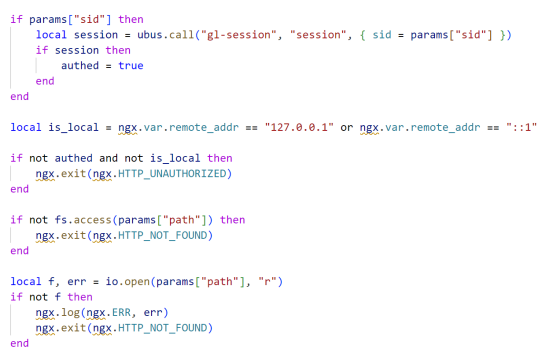 if params["sid"] then
    local session = ubus.call("gl-session", "session", { sid = params["sid"] })
    if session then
        authed = true
    end
end

local is_local = ngx.var.remote_addr == "127.0.0.1" or ngx.var.remote_addr == "::1"

if not authed and not is_local then
    ngx.exit(ngx.HTTP_UNAUTHORIZED)
end

if not fs.access(params["path"]) then
    ngx.exit(ngx.HTTP_NOT_FOUND)
end

local f, err = io.open(params["path"], "r")
if not f then
    ngx.log(ngx.ERR, err)
    ngx.exit(ngx.HTTP_NOT_FOUND)
end